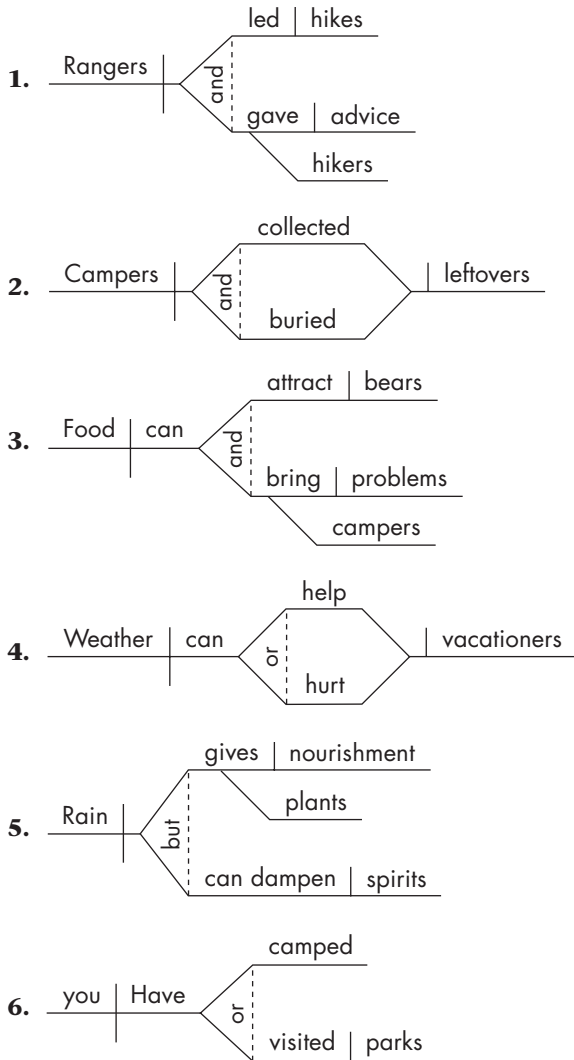 led hikes
1. Rangers and
gave advice
hikers
collected
2. Campers and leftovers
buried
attract bears
3. Food can and
bring problems
campers
help
4. Weather can or vacationers
hurt
gives nourishment
plants
5. Rain but
can dampen spirits
camped
6. you Have or
visited parks